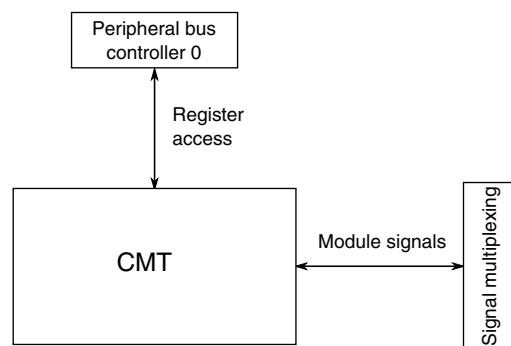 Peripheral bus
controller 0
Register
access
CMT
Module signals
Signal multiplexing